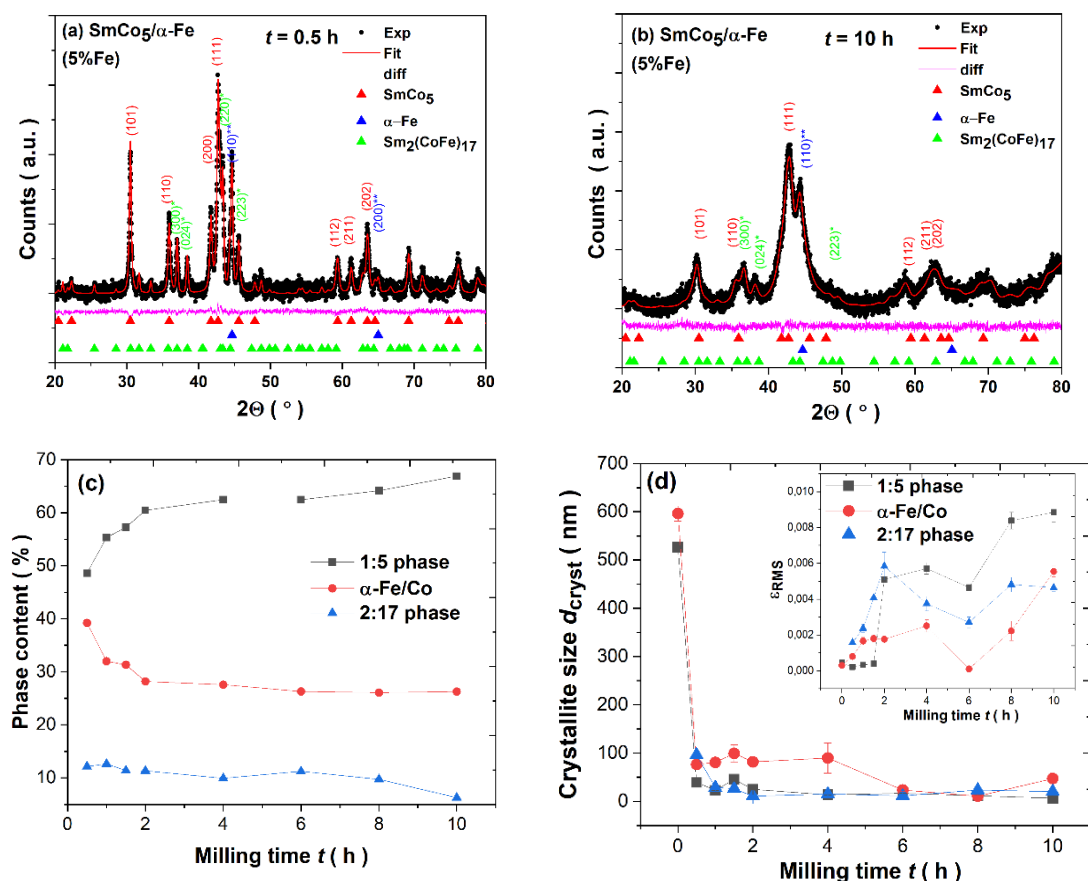 (a) SmCo5/α-Fe
(5%Fe)
t = 0.5 h
Exp
Fit
diff
SmCo5
α−Fe
Sm2(CoFe)17
(101)
(110)
(300)*
(024)*
(200)
(111)
(220)*
(110)**
(223)*
(112)
(211)
(202)
(200)**
Counts ( a.u. )
20 30 40 50 60 70 80
2Θ ( ° )
(b) SmCo5/α-Fe
(5%Fe)
t = 10 h
Exp
Fit
diff
SmCo5
α−Fe
Sm2(CoFe)17
(101)
(110)
(300)*
(024)*
(111)
(110)**
(223)*
(112)
(211)
(202)
Counts ( a.u. )
20 30 40 50 60 70 80
2Θ ( ° )
(c)
70
60
50
40
30
20
10
Phase content ( % )
1:5 phase
α-Fe/Co
2:17 phase
0 2 4 6 8 10
Milling time t ( h )
(d)
700
600
500
400
300
200
100
0
Crystallite size dcryst ( nm )
1:5 phase
α-Fe/Co
2:17 phase
0,010
0,008
0,006
0,004
0,002
0,000
εRMS
0 2 4 6 8 10
Milling time t ( h )
0 2 4 6 8 10
Milling time t ( h )